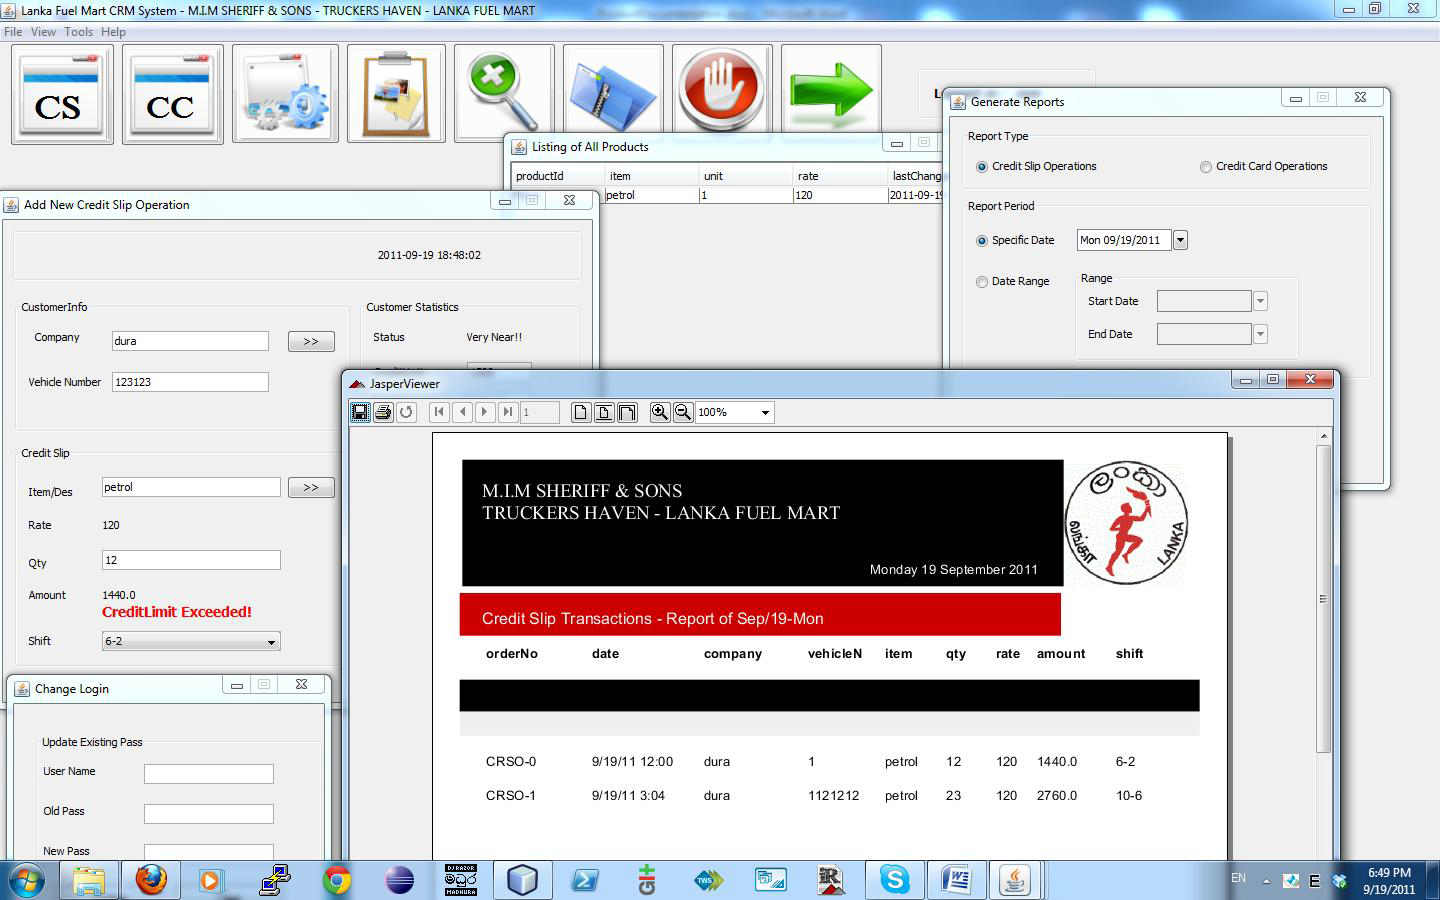 Lanka Fuel Mart CRM System - M.I.M SHERIFF & SONS - TRUCKERS HAVEN - LANKA FUEL MART
File View Tools Help
CS CC
Generate Reports
Report Type
Credit Slip Operations Credit Card Operations
Report Period
Specific Date Mon 09/19/2011
Date Range Range
Start Date
End Date
Listing of All Products
productId item unit rate lastChang
petrol 1 120 2011-09-19
Add New Credit Slip Operation
2011-09-19 18:48:02
CustomerInfo
Company dura >>
Vehicle Number 123123
Customer Statistics
Status Very Near!!
Credit Slip
Item/Des petrol >>
Rate 120
Qty 12
Amount 1440.0
CreditLimit Exceeded!
Shift 6-2
Change Login
Update Existing Pass
User Name
Old Pass
New Pass
JasperViewer
1 100%
M.I.M SHERIFF & SONS
TRUCKERS HAVEN - LANKA FUEL MART
Monday 19 September 2011
ලංකා
இலங்கா
LANKA
Credit Slip Transactions - Report of Sep/19-Mon
orderNo date company vehicleN item qty rate amount shift
CRSO-0 9/19/11 12:00 dura 1 petrol 12 120 1440.0 6-2
CRSO-1 9/19/11 3:04 dura 1121212 petrol 23 120 2760.0 10-6
DJ RAZOR
MADHURA
git
TWS
iR
W
EN
E
6:49 PM
9/19/2011